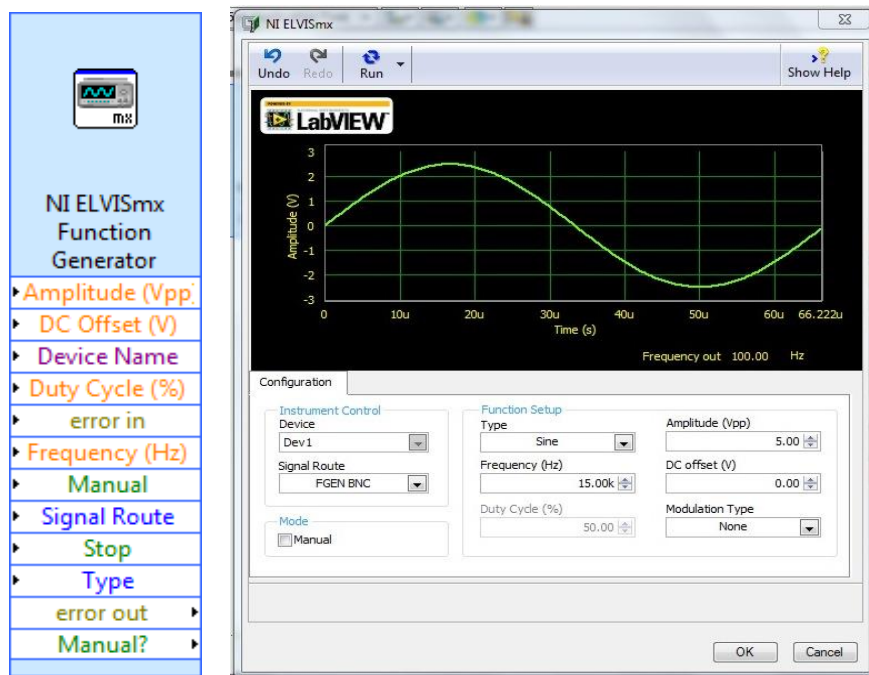 mx
NI ELVISmx
Function
Generator
Amplitude (Vpp)
DC Offset (V)
Device Name
Duty Cycle (%)
error in
Frequency (Hz)
Manual
Signal Route
Stop
Type
error out
Manual?
NI ELVISmx
Undo Redo Run Show Help
POWERED BY
LabVIEW
3
2
1
0
-1
-2
-3
Amplitude (V)
0 10u 20u 30u 40u 50u 60u 66.222u
Time (s)
Frequency out 100.00 Hz
Configuration
Instrument Control
Device
Dev1
Signal Route
FGEN BNC
Mode
Manual
Function Setup
Type
Sine
Frequency (Hz)
15.00k
Duty Cycle (%)
50.00
Amplitude (Vpp)
5.00
DC offset (V)
0.00
Modulation Type
None
OK Cancel